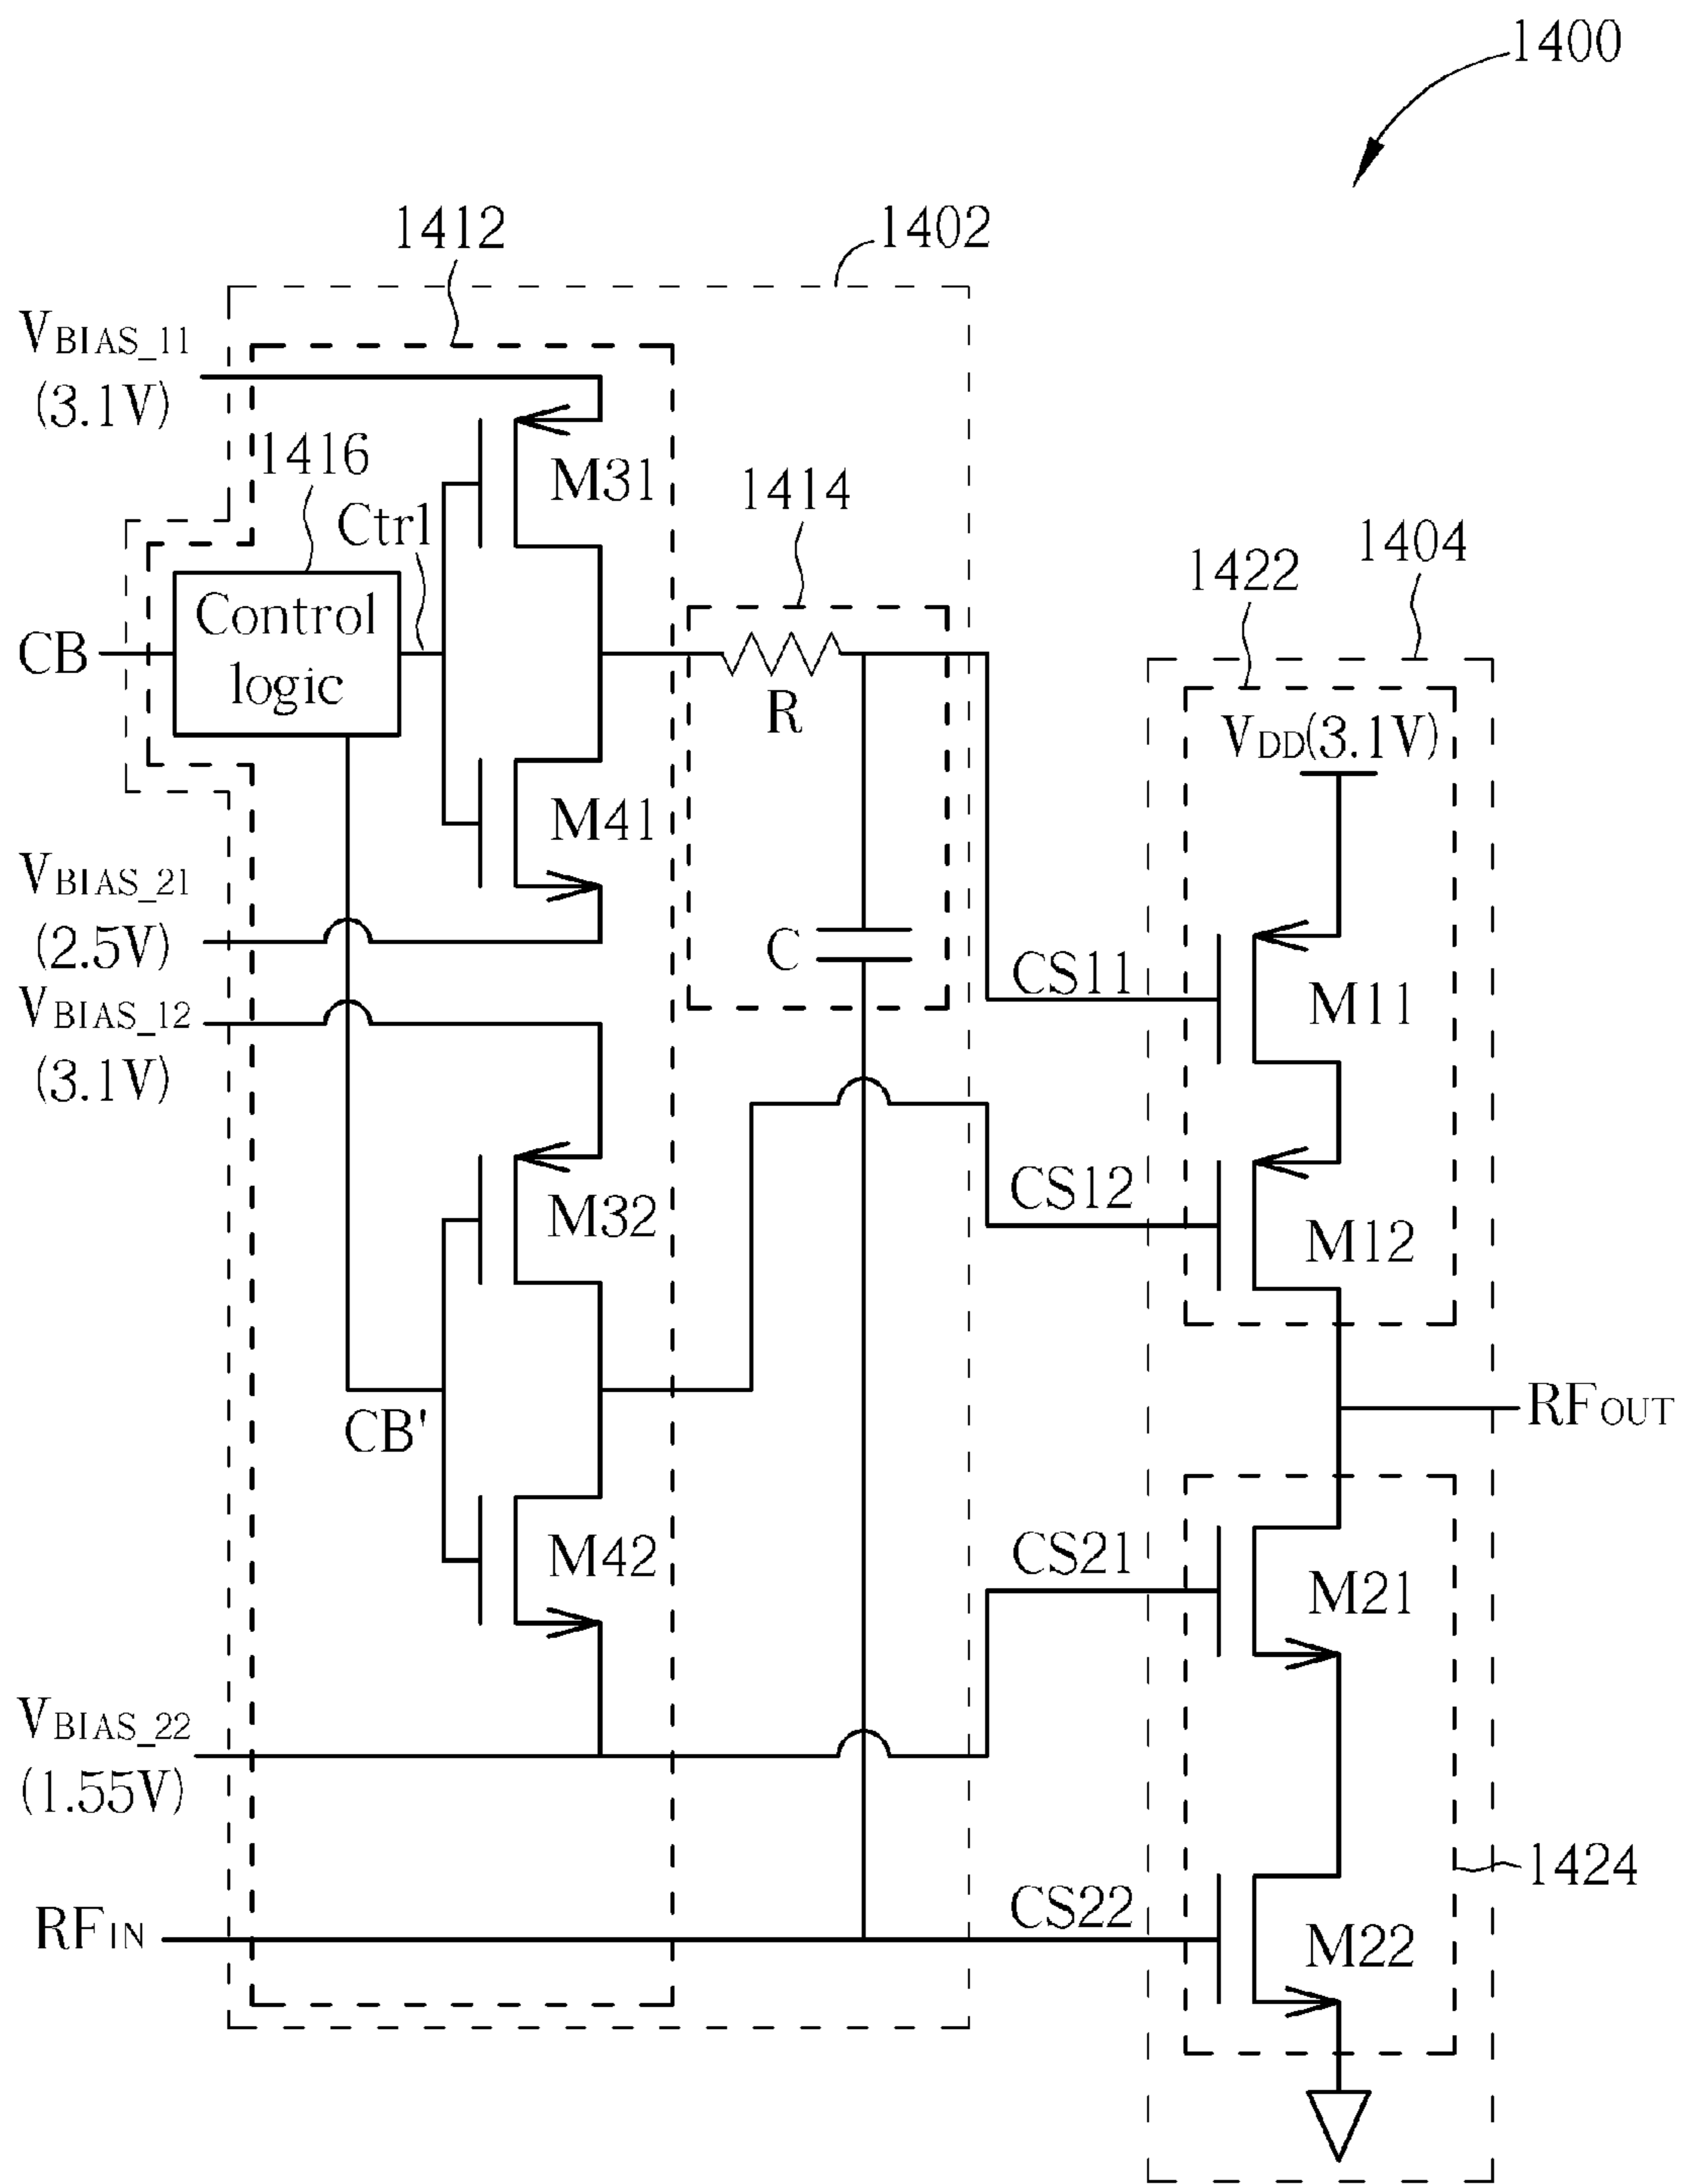 1400
1412
1402
VBIAS_11
(3.1V)
1416
M31
Ctrl
1414
1404
1422
CB
Control
logic
R
VDD(3.1V)
M41
VBIAS_21
(2.5V)
C
CS11
M11
VBIAS_12
(3.1V)
M32
CS12
M12
CB'
RFOUT
M42
CS21
M21
VBIAS_22
(1.55V)
1424
RFIN
CS22
M22